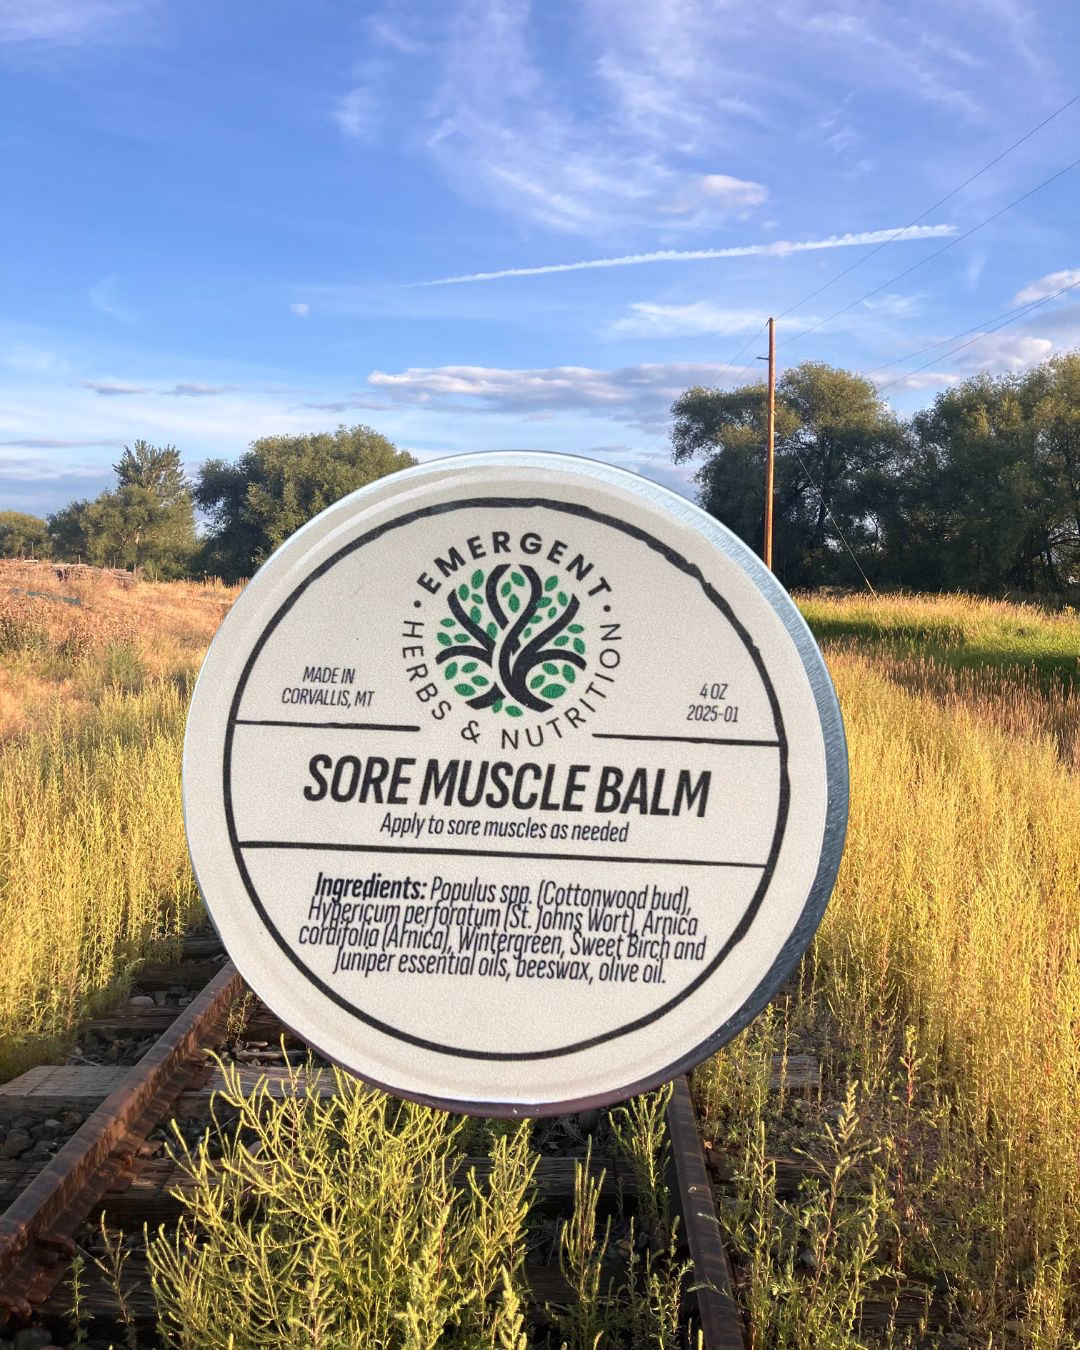 · EMERGENT ·
HERBS & NUTRITION
MADE IN
CORVALLIS, MT
4 OZ
2025-01
SORE MUSCLE BALM
Apply to sore muscles as needed
Ingredients: Populus spp. (Cottonwood bud),
Hypericum perforatum (St. Johns Wort), Arnica
cordifolia (Arnica), Wintergreen, Sweet Birch and
Juniper essential oils, beeswax, olive oil.